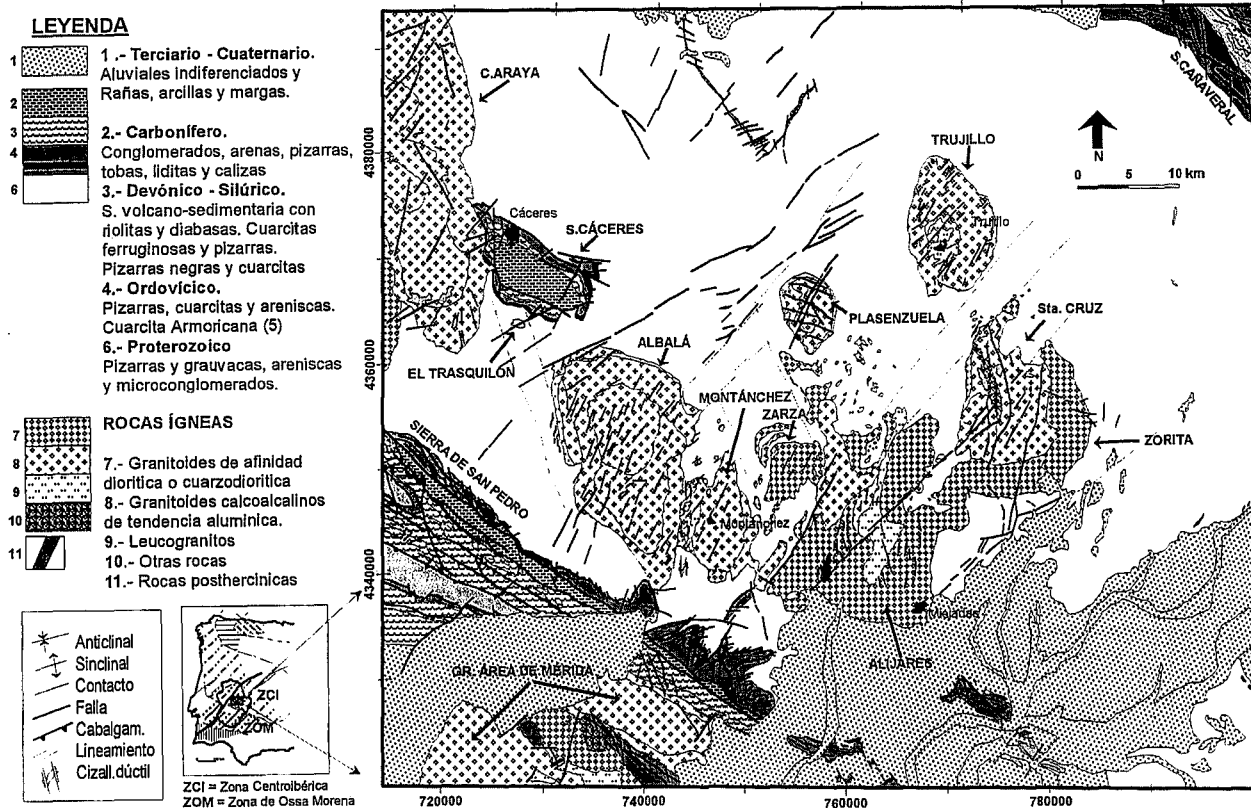 LEYENDA
1
2
3
4
6
1 .- Terciario - Cuaternario.
Aluviales indiferenciados y
Rañas, arcillas y margas.
2.- Carbonífero.
Conglomerados, arenas, pizarras,
tobas, liditas y calizas
3.- Devónico - Silúrico.
S. volcano-sedimentaria con
riolitas y diabasas. Cuarcitas
ferruginosas y pizarras.
Pizarras negras y cuarcitas
4.- Ordovícico.
Pizarras, cuarcitas y areniscas.
Cuarcita Armoricana (5)
6.- Proterozoico
Pizarras y grauvacas, areniscas
y microconglomerados.
ROCAS ÍGNEAS
7
8
9
10
11
7.- Granitoides de afinidad
diorítica o cuarzodiorítica
8.- Granitoides calcoalcalinos
de tendencia alumínica.
9.- Leucogranitos
10.- Otras rocas
11.- Rocas posthercínicas
Anticlinal
Sinclinal
Contacto
Falla
Cabalgam.
Lineamiento
Cizall.dúctil
ZCI
ZOM
ZCI = Zona Centroibérica
ZOM = Zona de Ossa Morena
C.ARAYA
S.CAÑAVERAL
TRUJILLO
N
0 5 10 km
Cáceres
S.CÁCERES
Trujillo
PLASENZUELA
Sta. CRUZ
ALBALÁ
EL TRASQUILÓN
MONTÁNCHEZ
ZARZA
ZORITA
SIERRA DE SAN PEDRO
Montánchez
Miajadas
ALIJARES
GR. ÁREA DE MÉRIDA
4380000
4360000
4340000
720000
740000
760000
780000